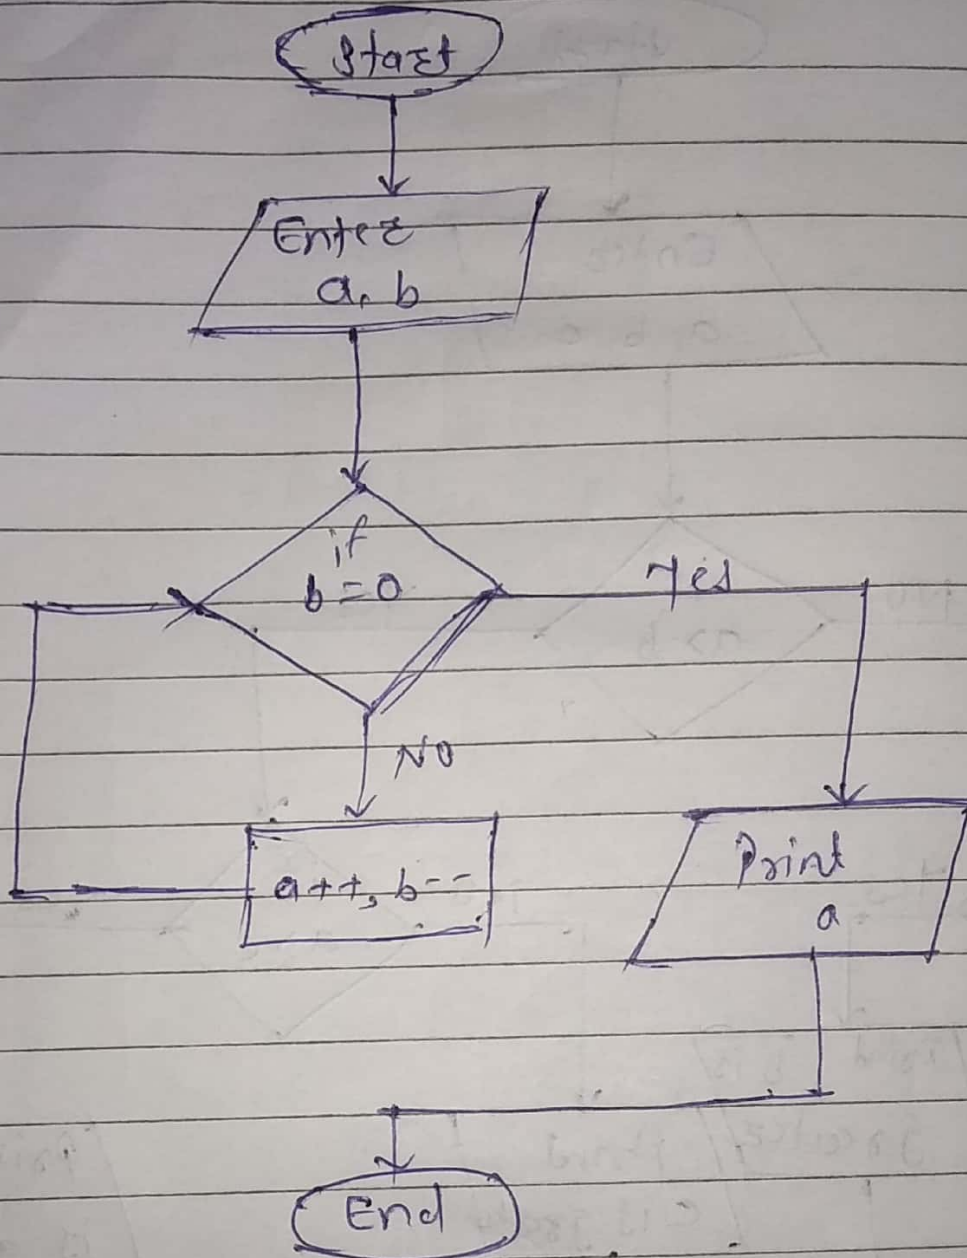 Start
Enter
a, b
if
b=0
Yes
NO
a++, b--
Print
a
End